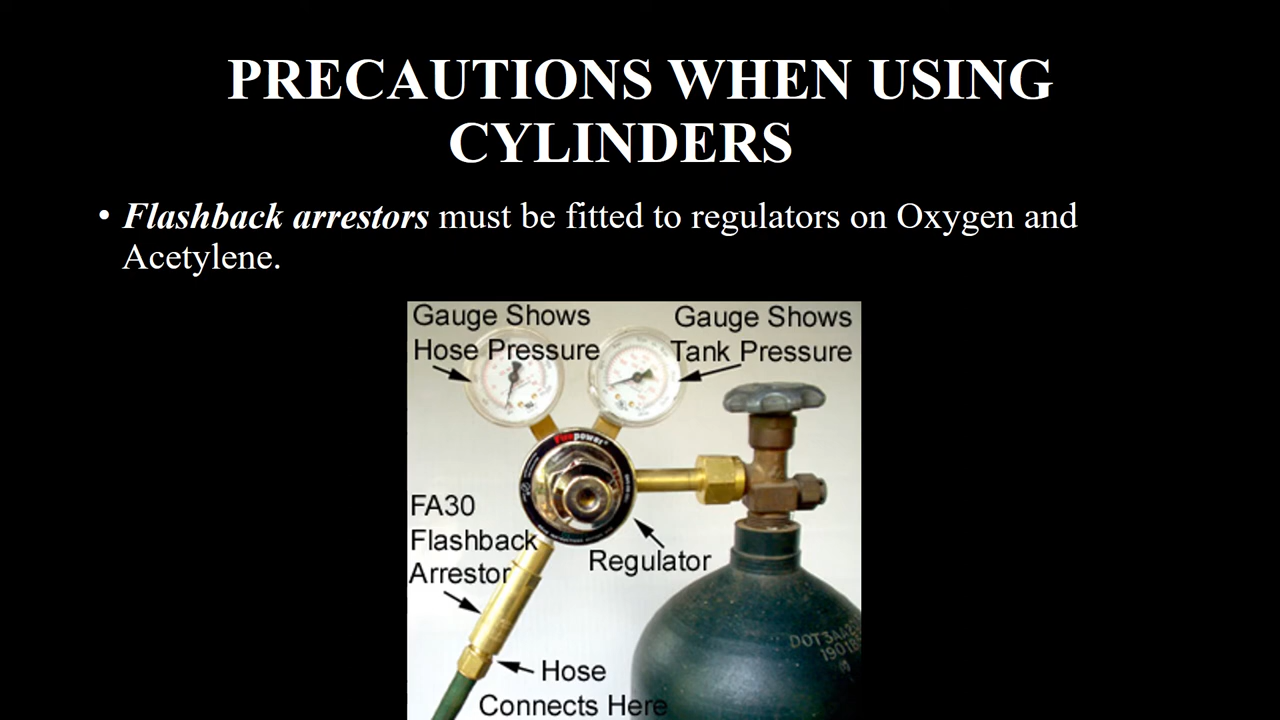 PRECAUTIONS WHEN USING
CYLINDERS
• Flashback arrestors must be fitted to regulators on Oxygen and
Acetylene.
Gauge Shows
Hose Pressure
Gauge Shows
Tank Pressure
FA30
Flashback
Arrestor
Regulator
Hose
Connects Here